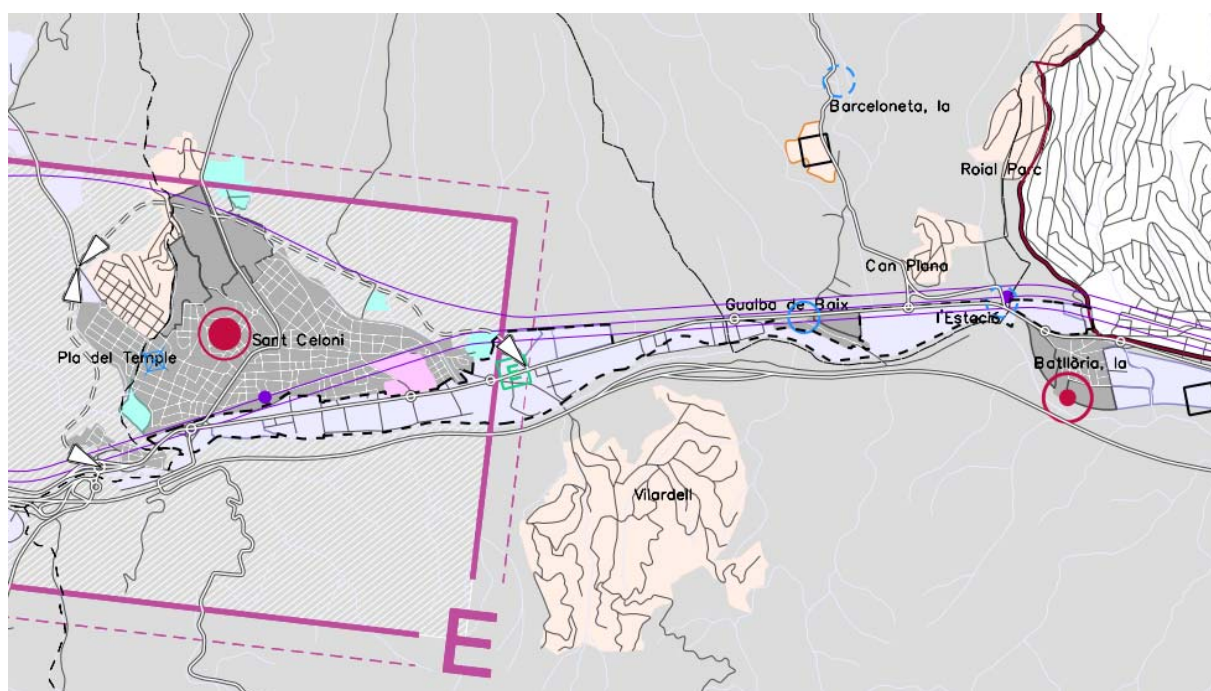 Barceloneta, la
Roial Parc
Can Plana
Gualba de Baix
l'Estació
Sant Celoni
Pla del Temple
Batllòria, la
Vilardell
E